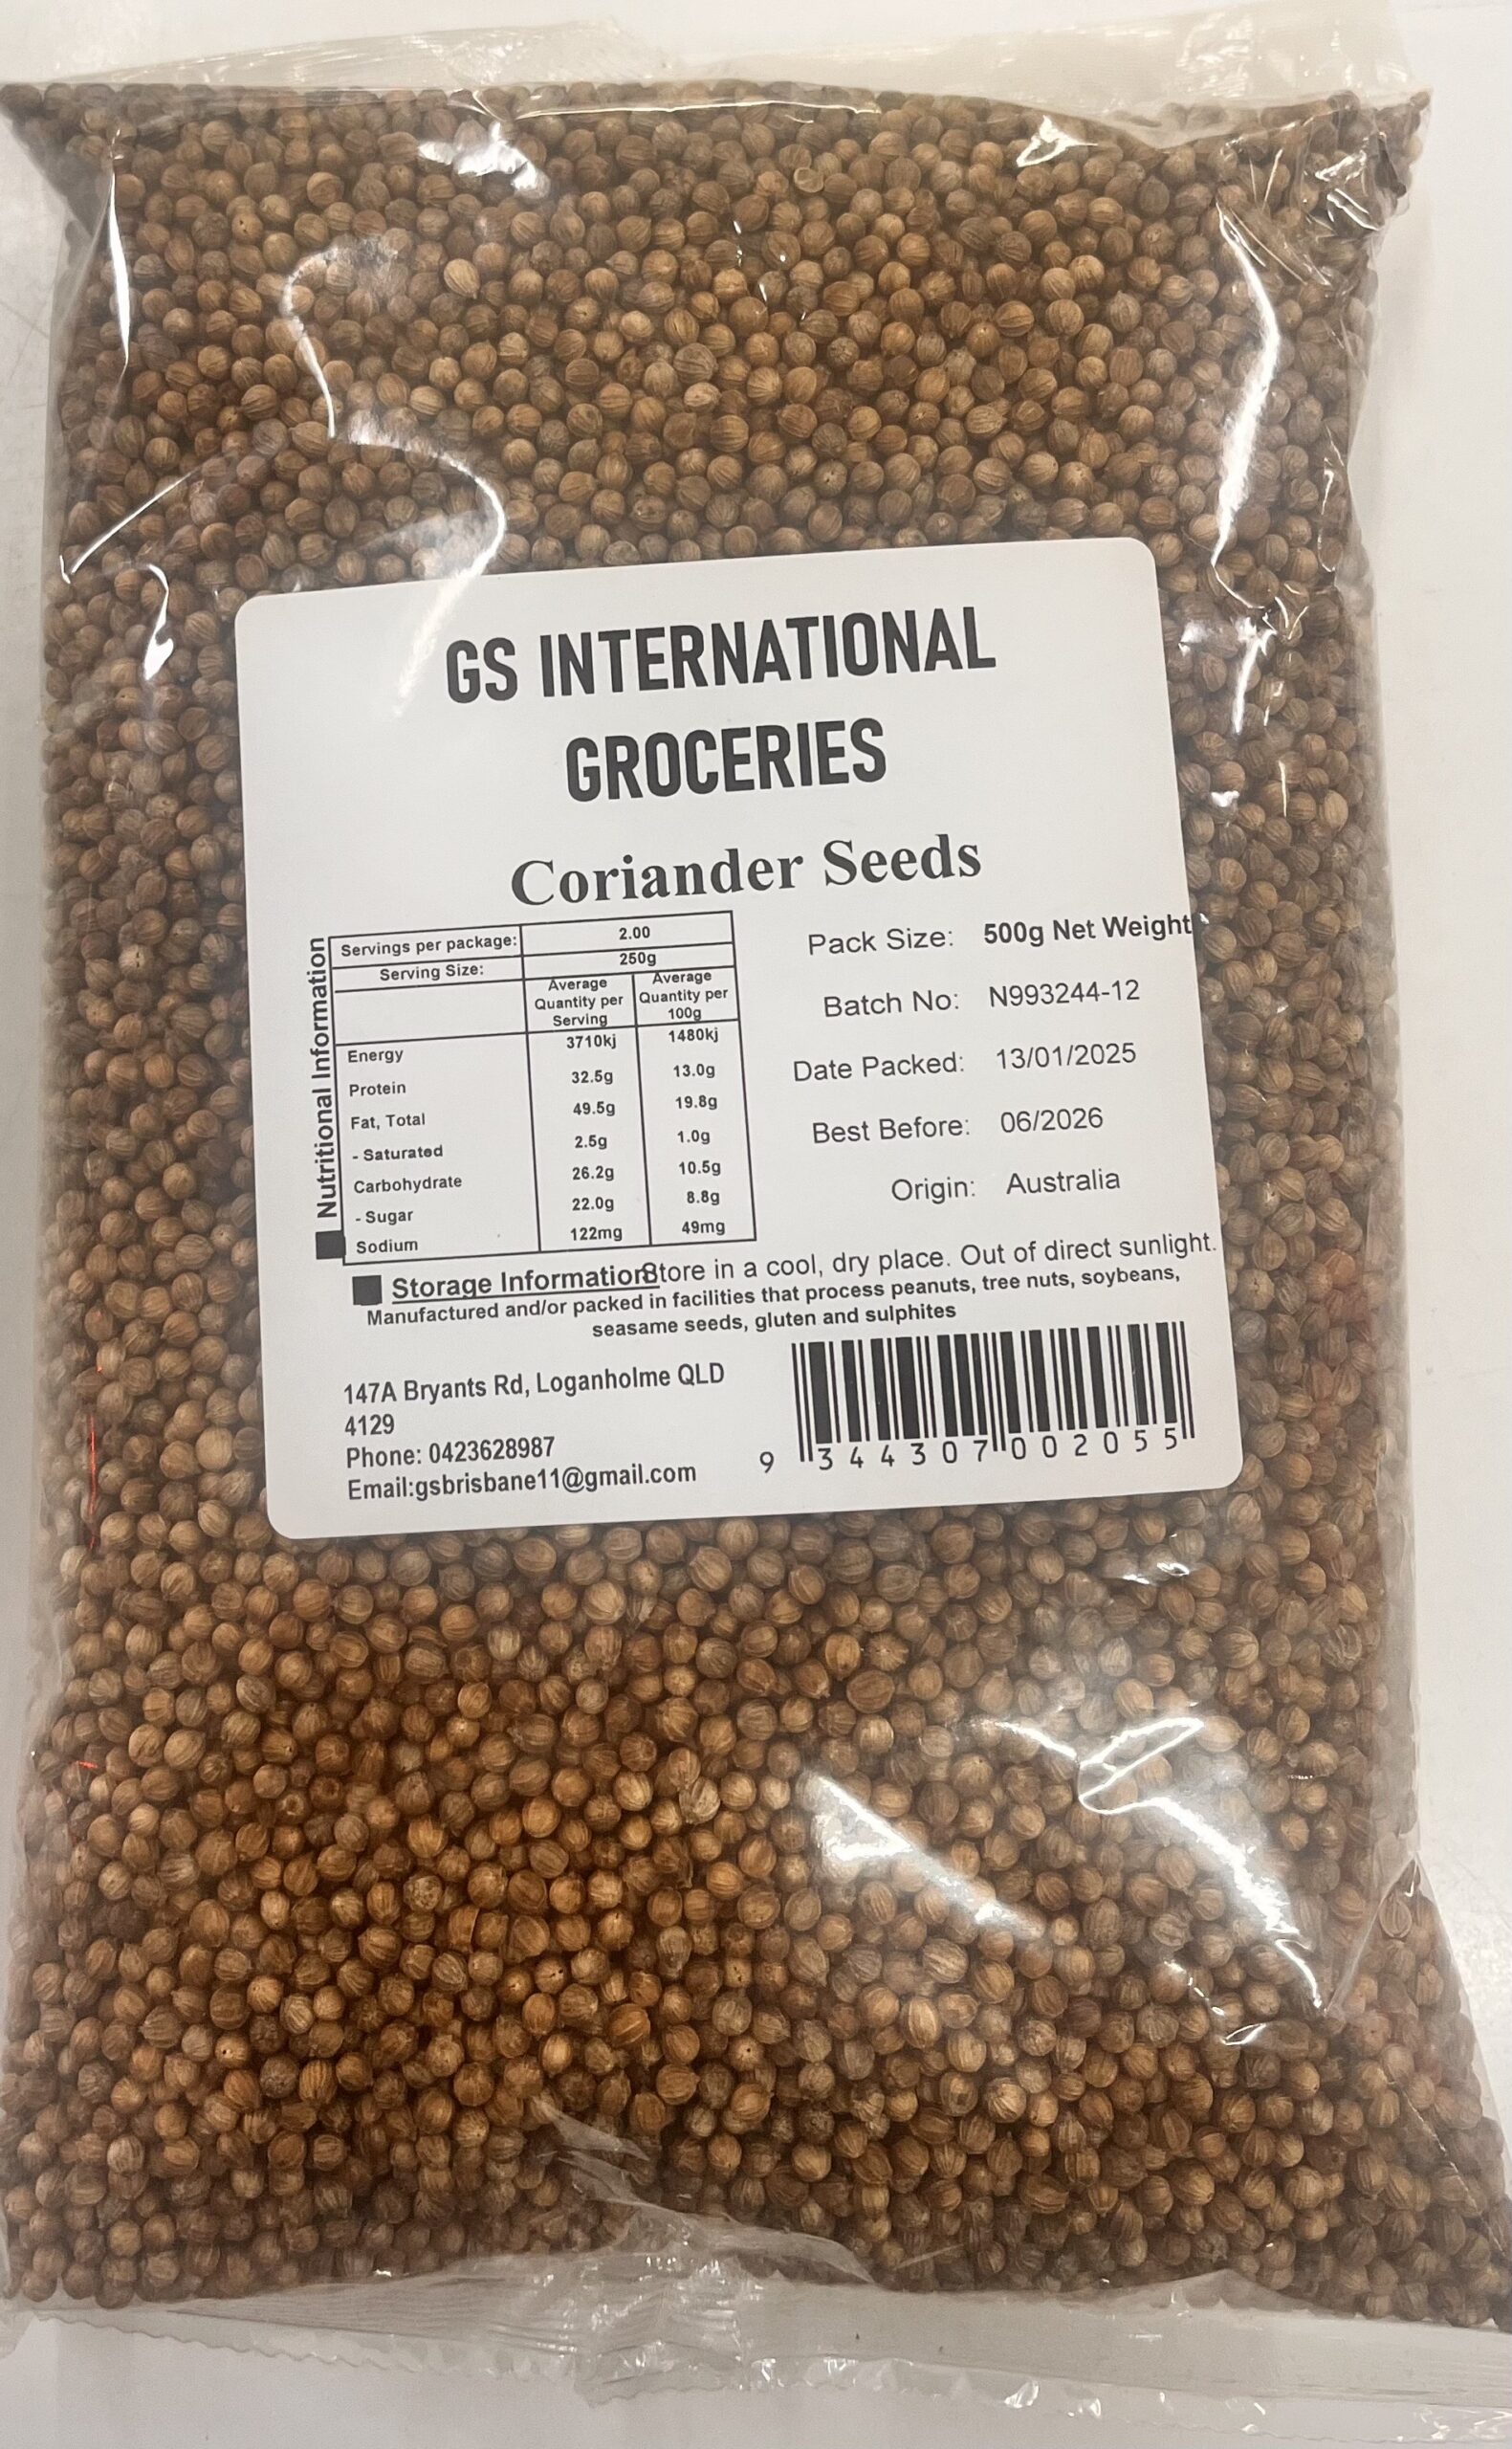 GS INTERNATIONAL
GROCERIES
Coriander Seeds
Nutritional Information
Servings per package: 2.00
Serving Size: 250g
Average Quantity per Serving Average Quantity per 100g
Energy 3710kj 1480kj
Protein 32.5g 13.0g
Fat, Total 49.5g 19.8g
- Saturated 2.5g 1.0g
Carbohydrate 26.2g 10.5g
- Sugar 22.0g 8.8g
Sodium 122mg 49mg
Pack Size: 500g Net Weight
Batch No: N993244-12
Date Packed: 13/01/2025
Best Before: 06/2026
Origin: Australia
Storage Information Store in a cool, dry place. Out of direct sunlight.
Manufactured and/or packed in facilities that process peanuts, tree nuts, soybeans,
seasame seeds, gluten and sulphites
147A Bryants Rd, Loganholme QLD
4129
Phone: 0423628987
Email:gsbrisbane11@gmail.com
9 344307 002055